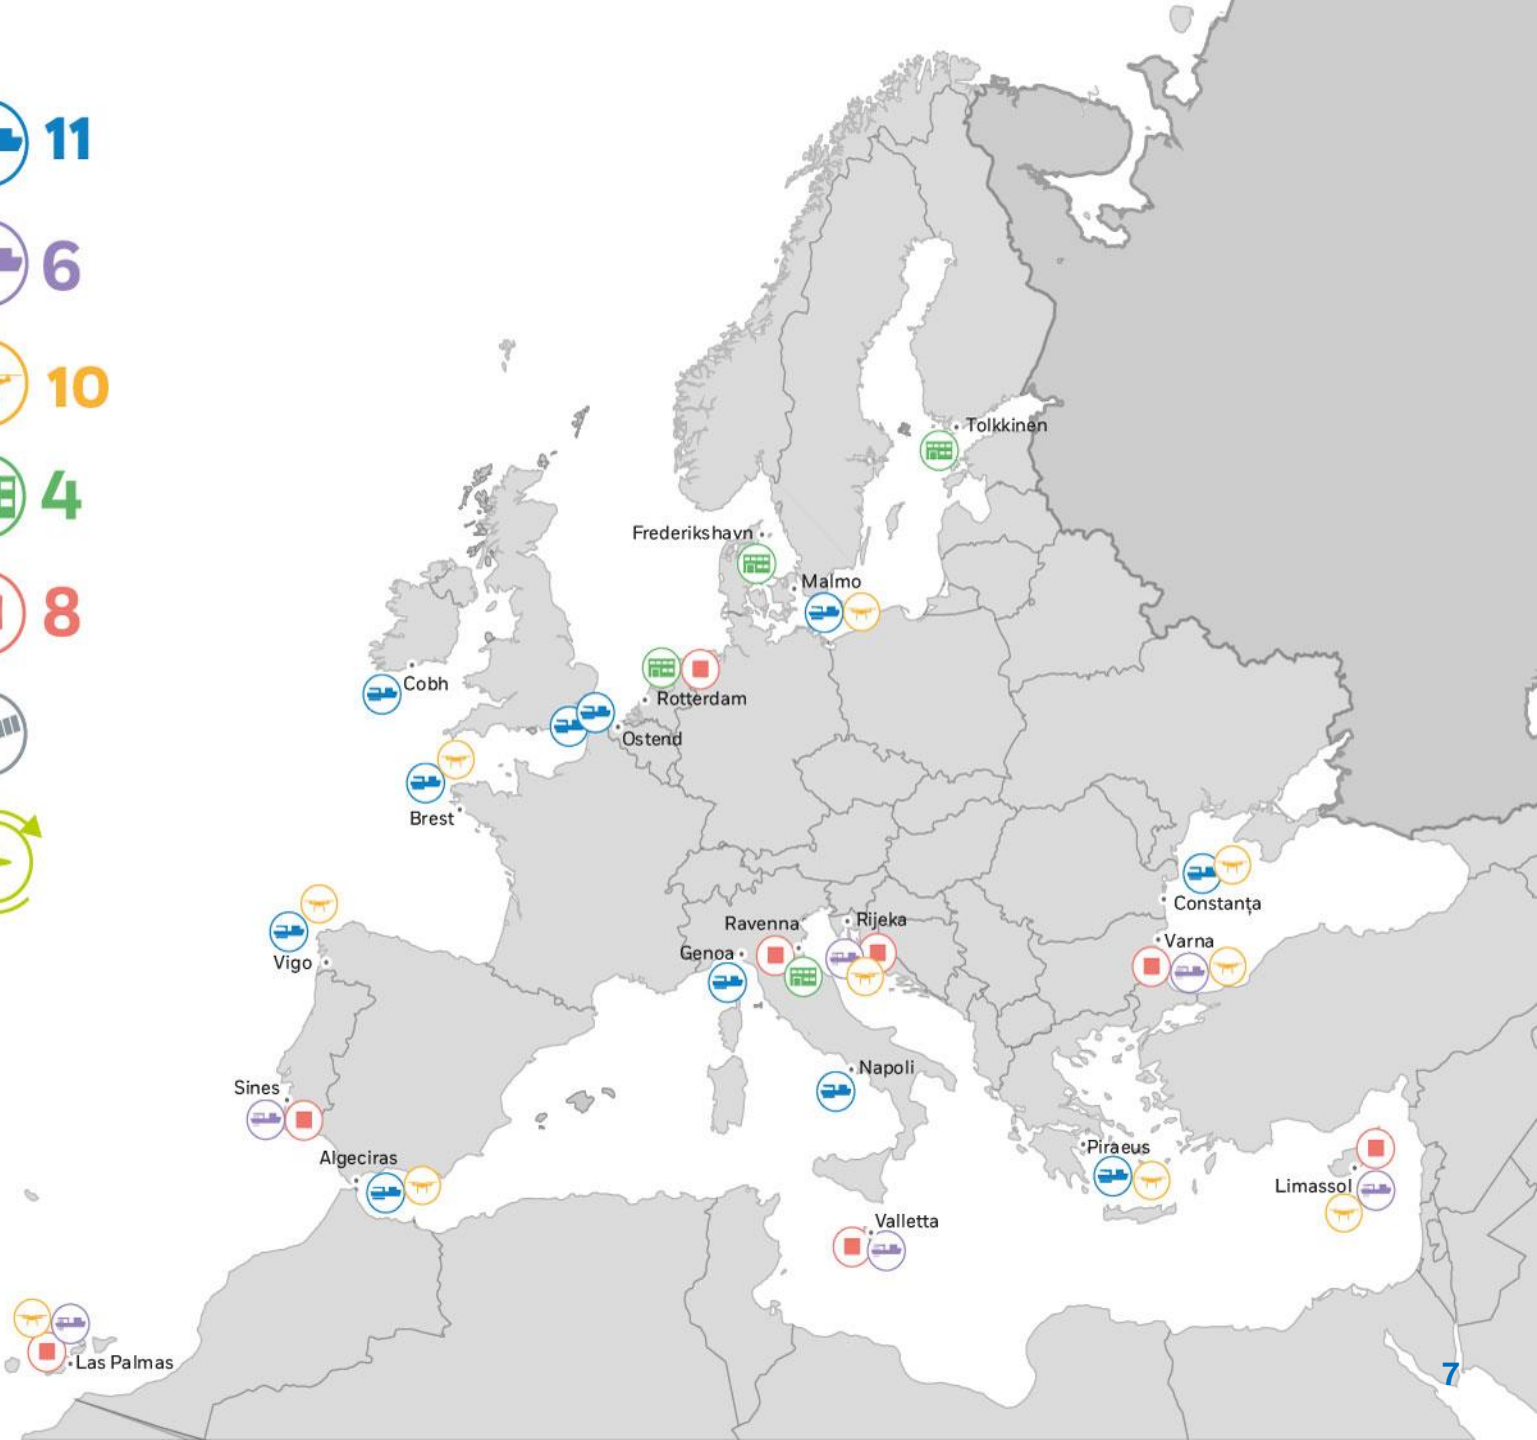 11
6
10
4
8
Tolkkinen
Frederikshavn
Malmo
Cobh
Rotterdam
Ostend
Brest
Constanţa
Ravenna
Rijeka
Varna
Genoa
Vigo
Napoli
Sines
Piraeus
Algeciras
Limassol
Valletta
Las Palmas
7